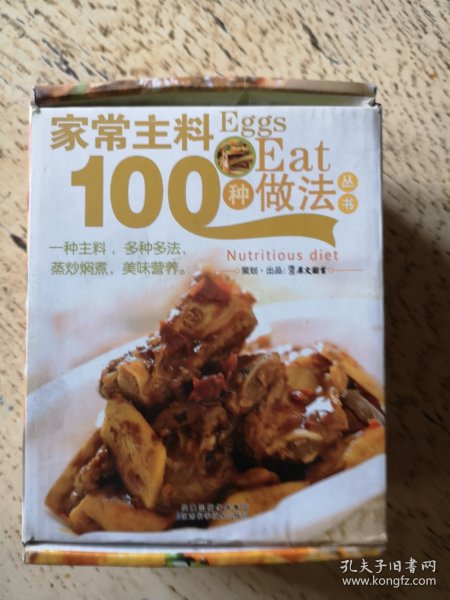 家常主料
Eggs
Eat
100种做法丛书
一种主料，多种多法，
蒸炒焖煮，美味营养。
Nutritious diet
策划·出品：
孔夫子旧书网
www.kongfz.com